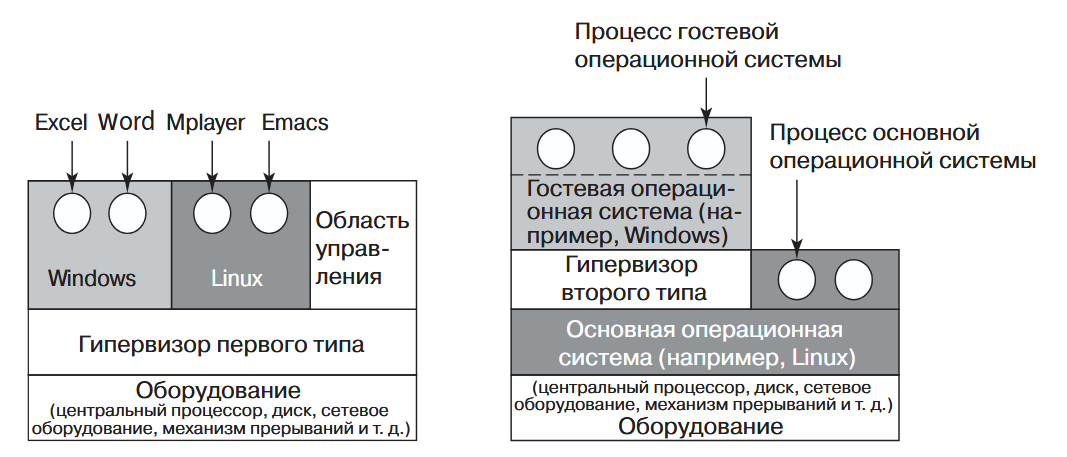 Excel Word Mplayer Emacs
Windows
Linux
Область
управ-
ления
Гипервизор первого типа
Оборудование
(центральный процессор, диск, сетевое
оборудование, механизм прерываний и т. д.)
Процесс гостевой
операционной системы
Процесс основной
операционной системы
Гостевая операци-
онная система (на-
пример, Windows)
Гипервизор
второго типа
Основная операционная
система (например, Linux)
(центральный процессор, диск, сетевое
оборудование, механизм прерываний и т. д.)
Оборудование